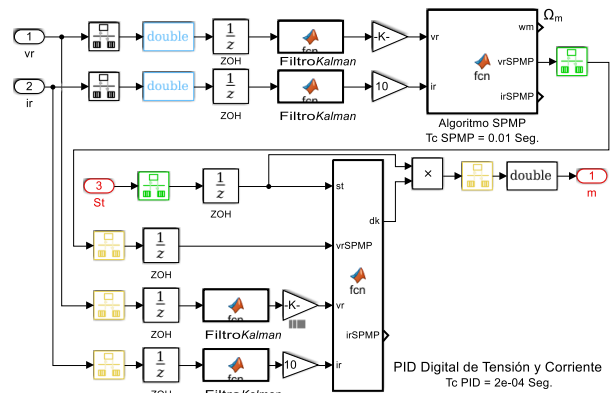 1
vr
double
1
z
ZOH
fcn
FiltroKalman
-K-
vr
fcn
wm
vrSPMP
irSPMP
Ωm
2
ir
double
1
z
ZOH
fcn
FiltroKalman
10
ir
Algoritmo SPMP
Tc SPMP = 0.01 Seg.
3
St
1
z
ZOH
st
vrSPMP
vr
ir
fcn
dk
irSPMP
×
double
1
m
1
z
ZOH
1
z
ZOH
fcn
FiltroKalman
-K-
1
z
ZOH
fcn
FiltroKalman
10
PID Digital de Tensión y Corriente
Tc PID = 2e-04 Seg.